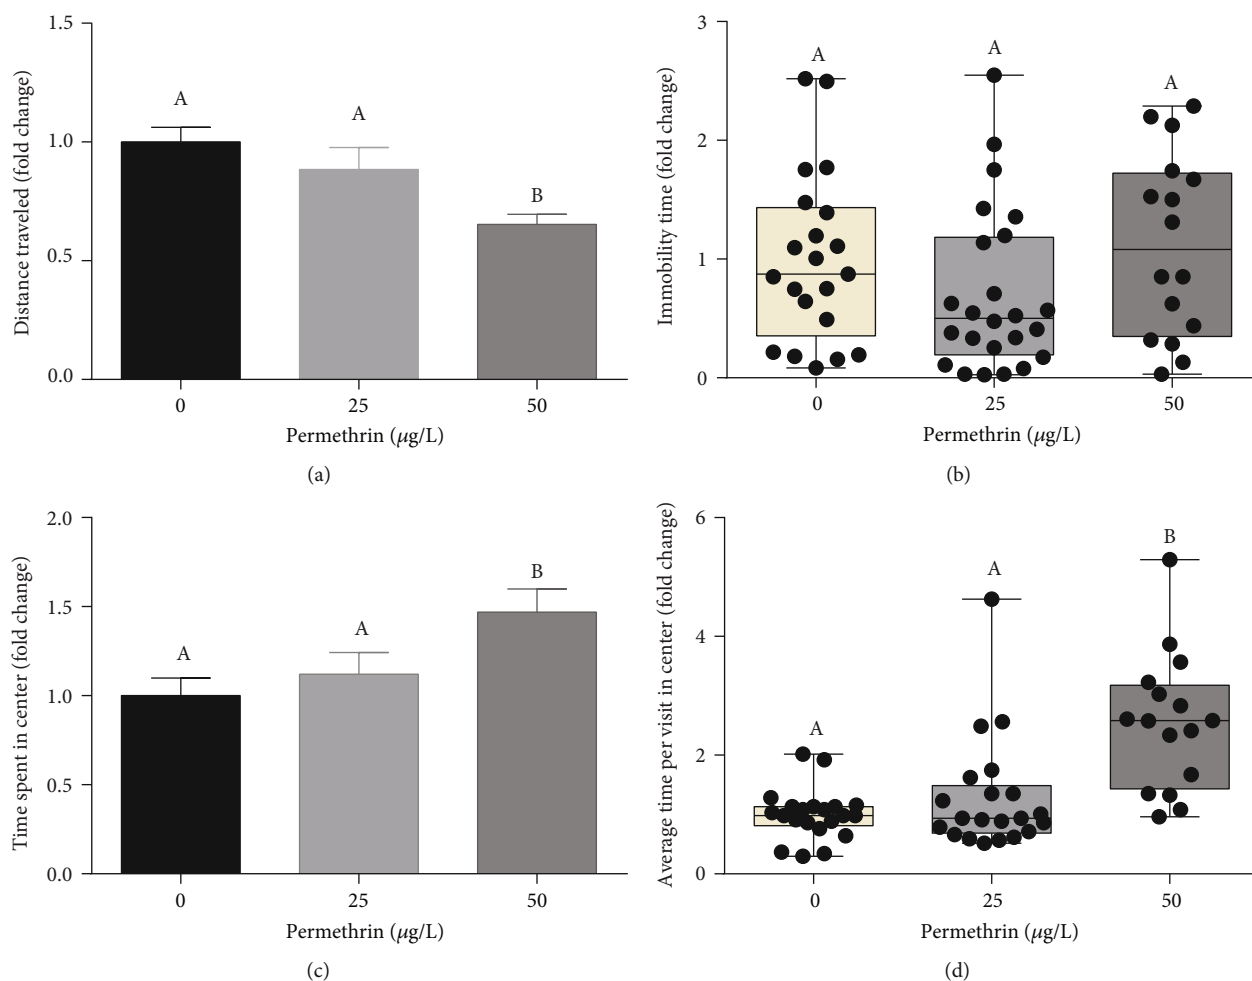 Distance traveled (fold change)
1.5
1.0
0.5
0.0
A
A
B
0
25
50
Permethrin (μg/L)
(a)
Immobility time (fold change)
3
2
1
0
A
A
A
0
25
50
Permethrin (μg/L)
(b)
Time spent in center (fold change)
2.0
1.5
1.0
0.5
0.0
A
A
B
0
25
50
Permethrin (μg/L)
(c)
Average time per visit in center (fold change)
6
4
2
0
A
A
B
0
25
50
Permethrin (μg/L)
(d)